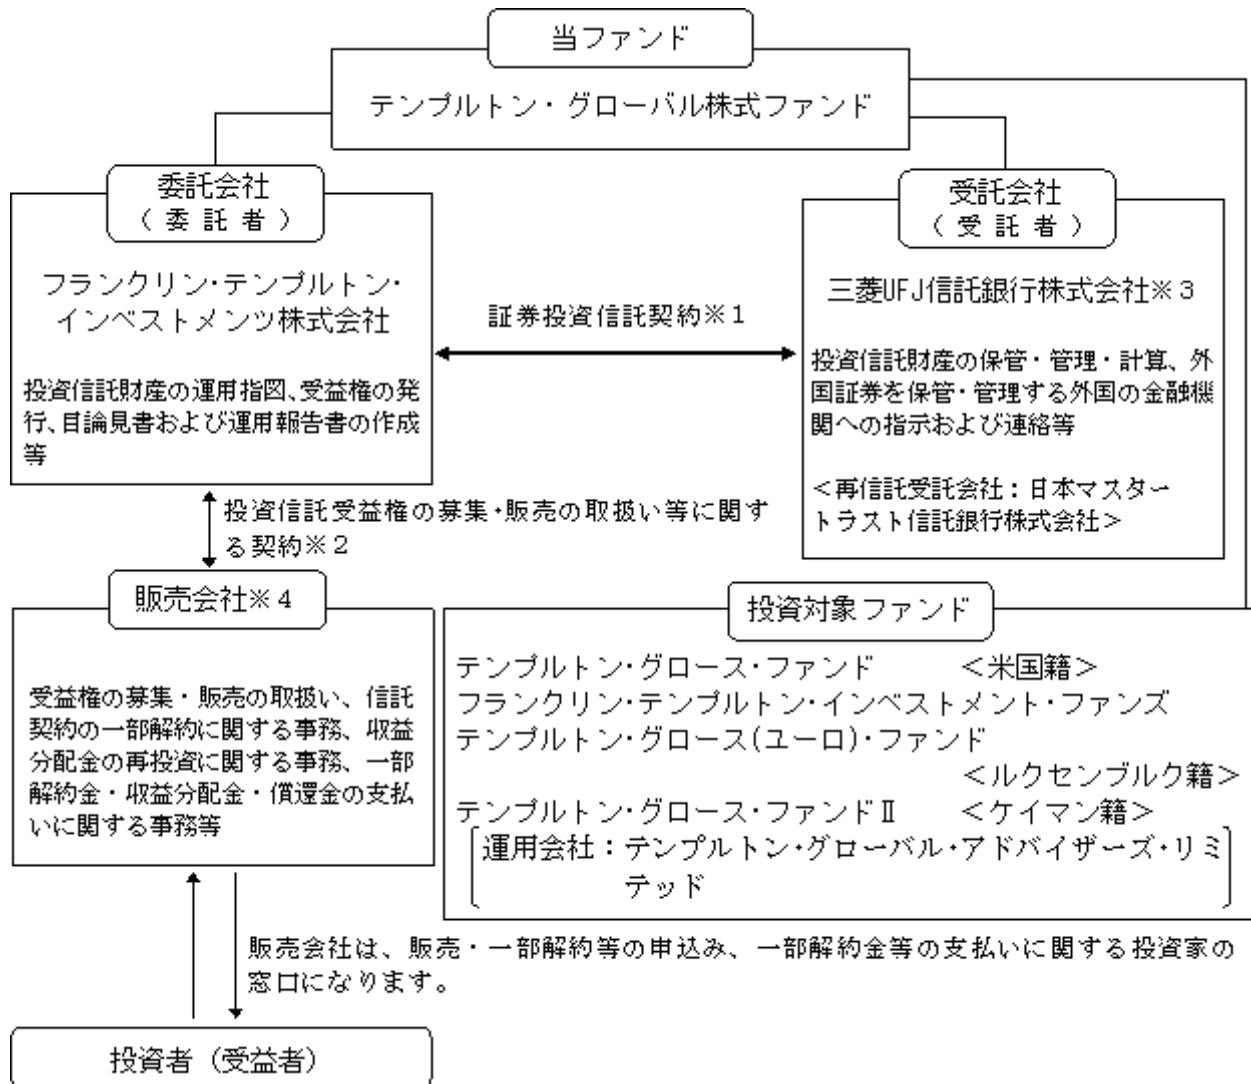 当ファンド
テンプルトン・グローバル株式ファンド
委託会社
（委託者）
フランクリン・テンプルトン・
インベストメンツ株式会社
投資信託財産の運用指図、受益権の発
行、目論見書および運用報告書の作成
等
証券投資信託契約※１
受託会社
（受託者）
三菱UFJ信託銀行株式会社※３
投資信託財産の保管・管理・計算、外
国証券を保管・管理する外国の金融機
関への指示および連絡等
＜再信託受託会社：日本マスター
トラスト信託銀行株式会社＞
投資信託受益権の募集・販売の取扱い等に関す
る契約※２
販売会社※４
受益権の募集・販売の取扱い、信託
契約の一部解約に関する事務、収益
分配金の再投資に関する事務、一部
解約金・収益分配金・償還金の支払
いに関する事務等
投資対象ファンド
テンプルトン・グロース・ファンド　＜米国籍＞
フランクリン・テンプルトン・インベストメント・ファンズ
テンプルトン・グロース(ユーロ)・ファンド
＜ルクセンブルク籍＞
テンプルトン・グロース・ファンドⅡ　＜ケイマン籍＞
運用会社：テンプルトン・グローバル・アドバイザーズ・リミ
テッド
販売会社は、販売・一部解約等の申込み、一部解約金等の支払いに関する投資家の
窓口になります。
投資者（受益者）